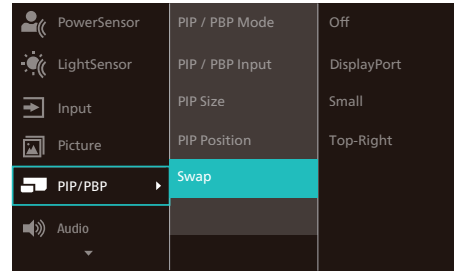 PowerSensor
LightSensor
Input
Picture
PIP/PBP
Audio
PIP / PBP Mode
PIP / PBP Input
PIP Size
PIP Position
Swap
Off
DisplayPort
Small
Top-Right